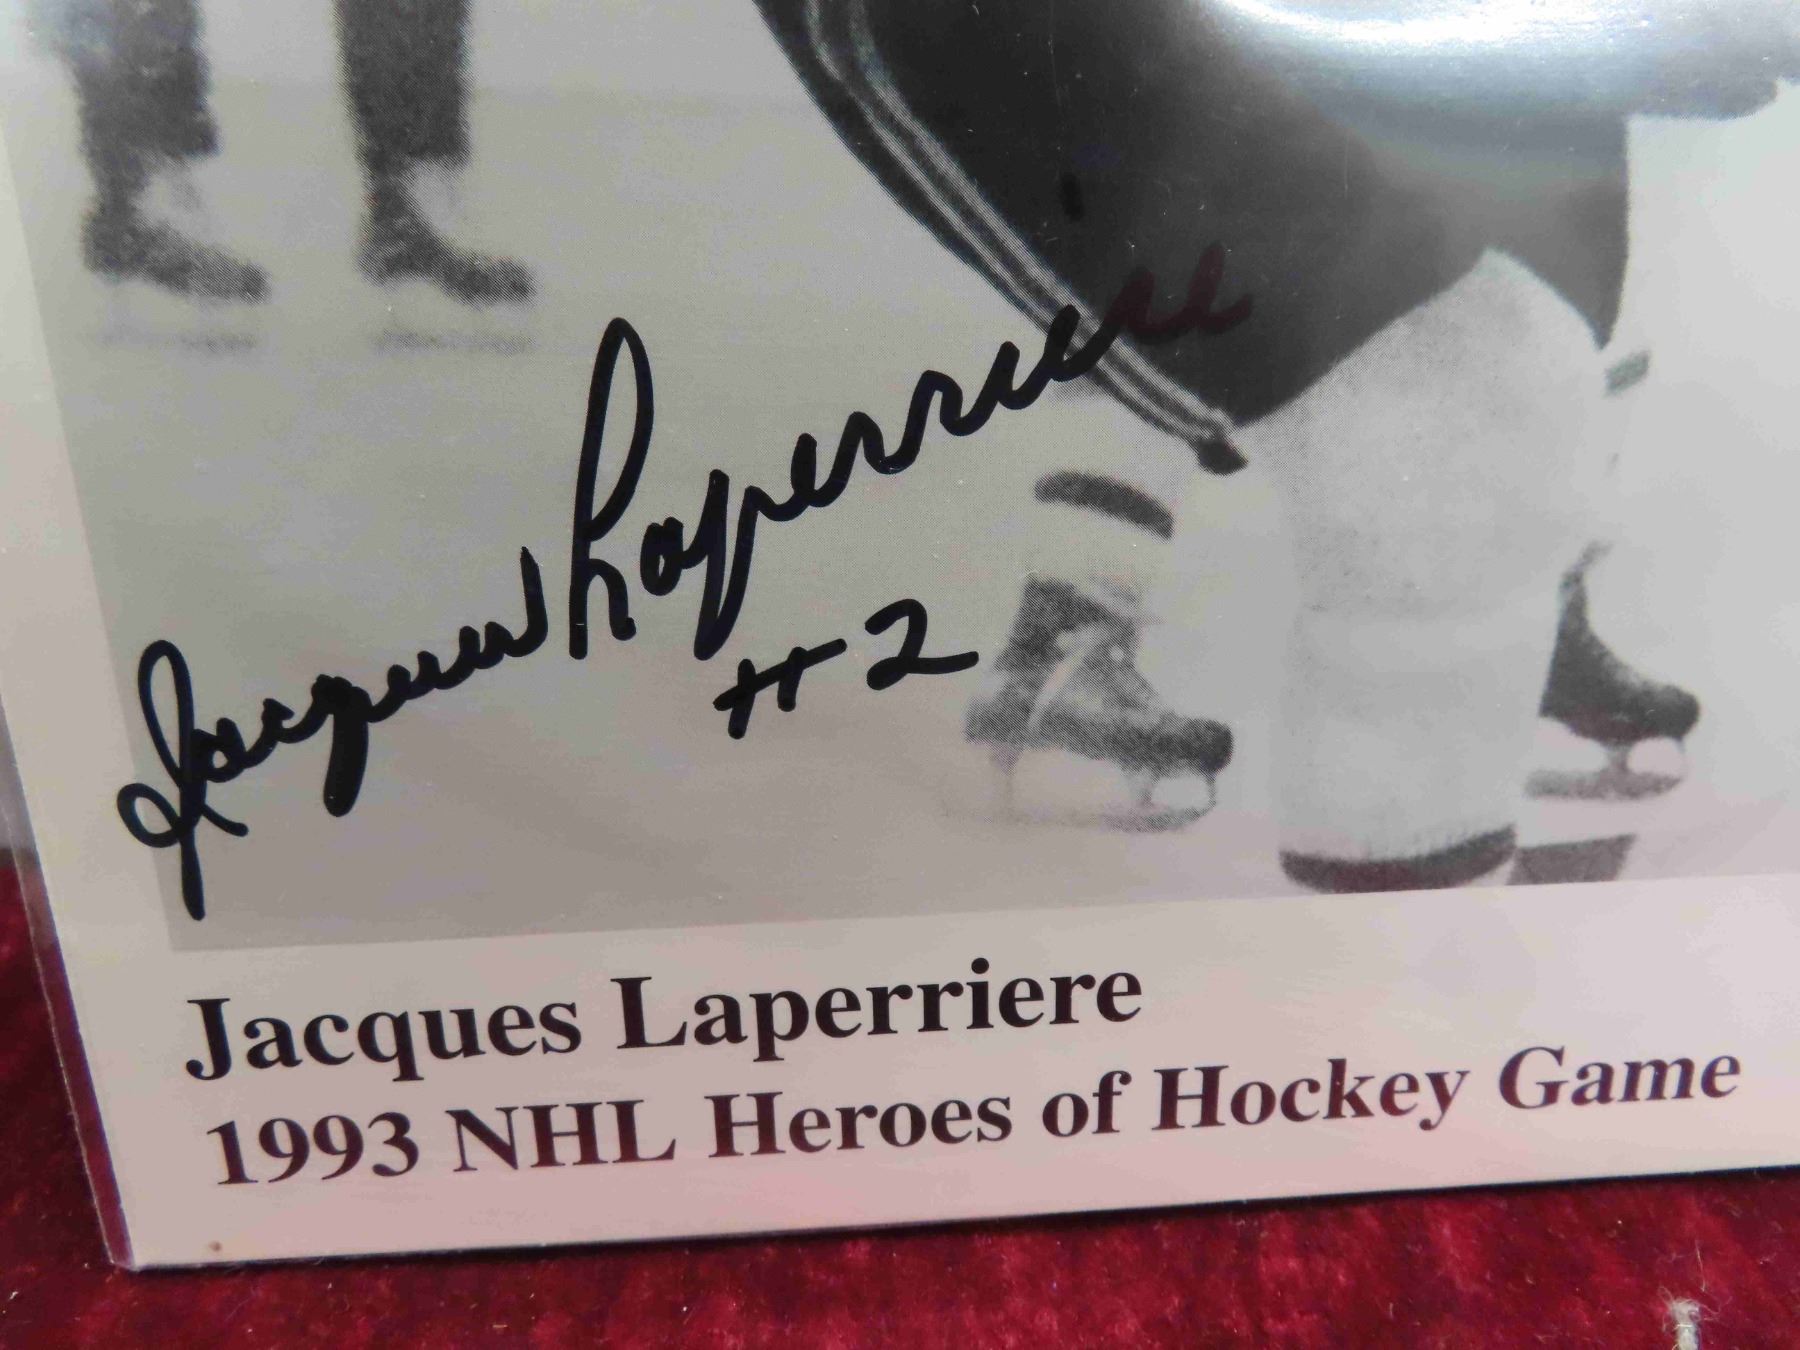 Jacques Laperriere
#2
Jacques Laperriere
1993 NHL Heroes of Hockey Game